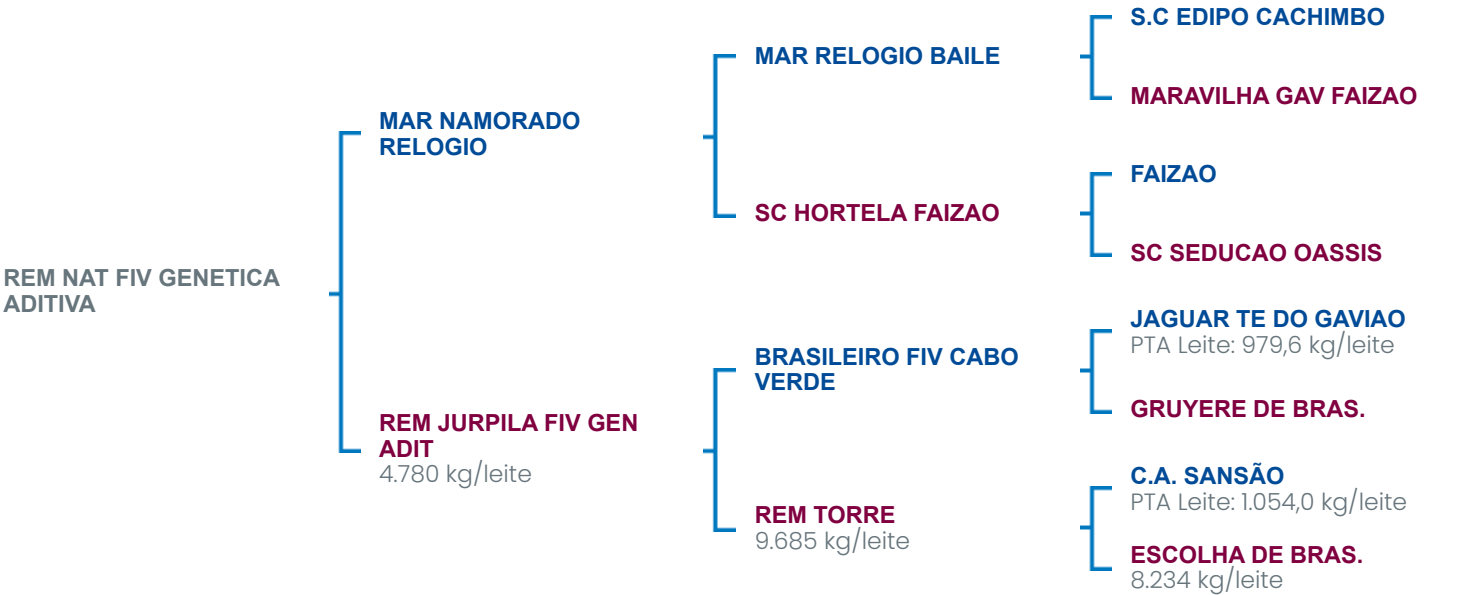 REM NAT FIV GENETICA
ADITIVA
MAR NAMORADO
RELOGIO
REM JURPILA FIV GEN
ADIT
4.780 kg/leite
MAR RELOGIO BAILE
SC HORTELA FAIZAO
BRASILEIRO FIV CABO
VERDE
REM TORRE
9.685 kg/leite
S.C EDIPO CACHIMBO
MARAVILHA GAV FAIZAO
FAIZAO
SC SEDUCAO OASSIS
JAGUAR TE DO GAVIAO
PTA Leite: 979,6 kg/leite
GRUYERE DE BRAS.
C.A. SANSÃO
PTA Leite: 1.054,0 kg/leite
ESCOLHA DE BRAS.
8.234 kg/leite